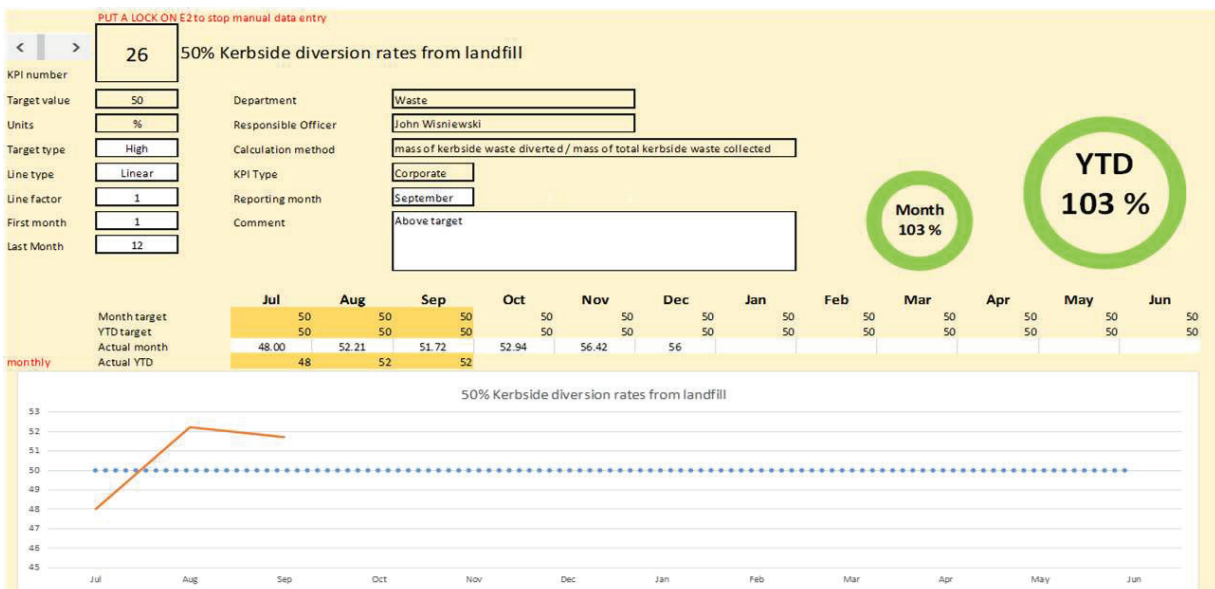 PUT A LOCK ON E2 to stop manual data entry
< >
26
50% Kerbside diversion rates from landfill
KPI number
Target value 50 Department Waste
Units % Responsible Officer John Wisniewski
Target type High Calculation method mass of kerbside waste diverted / mass of total kerbside waste collected
Line type Linear KPI Type Corporate
Line factor 1 Reporting month September
First month 1 Comment Above target
Last Month 12
Month
103 %
YTD
103 %
Jul Aug Sep Oct Nov Dec Jan Feb Mar Apr May Jun
Month target 50 50 50 50 50 50 50 50 50 50 50 50
YTD target 50 50 50 50 50 50 50 50 50 50 50 50
Actual month 48.00 52.21 51.72 52.94 56.42 56
monthly Actual YTD 48 52 52
50% Kerbside diversion rates from landfill
53
52
51
50
49
48
47
46
45
Jul Aug Sep Oct Nov Dec Jan Feb Mar Apr May Jun